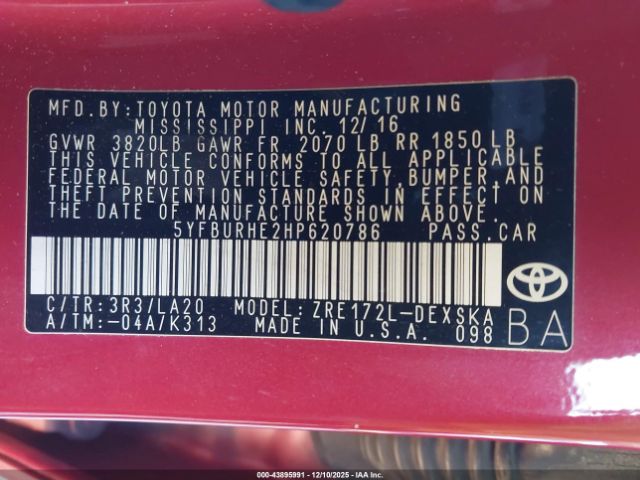 MFD. BY: TOYOTA MOTOR MANUFACTURING
MISSISSIPPI INC. 12/16
GVWR 3820LB GAWR FR 2070 LB RR 1850 LB
THIS VEHICLE CONFORMS TO ALL APPLICABLE
FEDERAL MOTOR VEHICLE SAFETY, BUMPER, AND
THEFT PREVENTION STANDARDS IN EFFECT ON
THE DATE OF MANUFACTURE SHOWN ABOVE.
5YFBURHE2HP620786 PASS. CAR
C/TR: 3R3/LA20 MODEL: ZRE172L-DEXSKA
A/TM: -04A/K313 MADE IN U.S.A. 098
BA
000-43895991 - 12/10/2025 - IAA Inc.